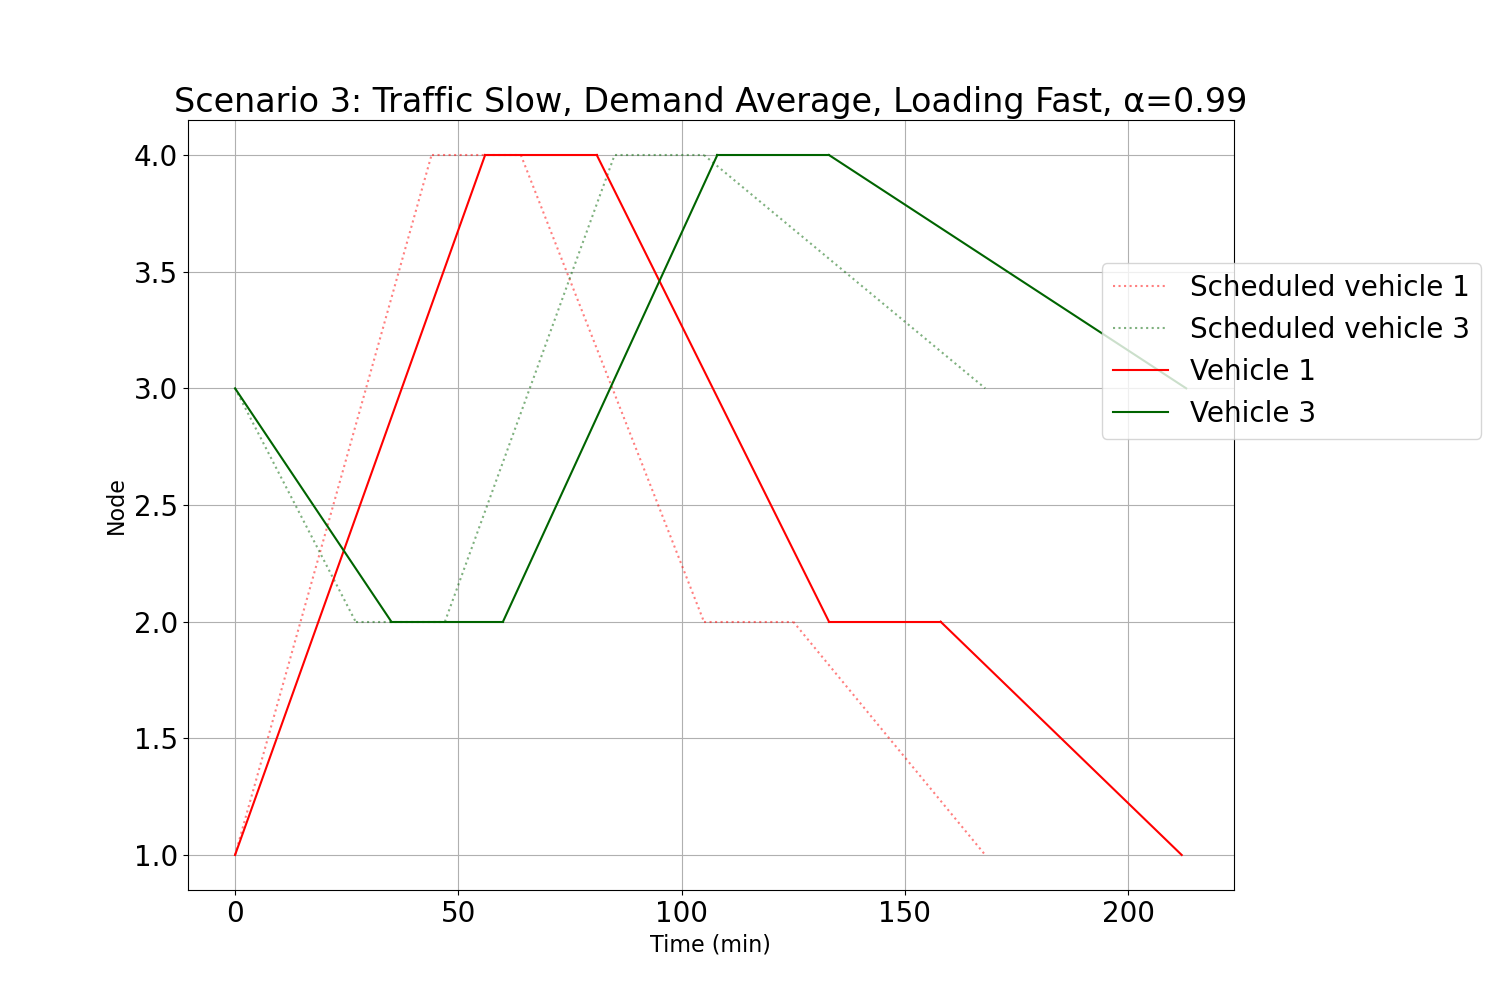 Scenario 3: Traffic Slow, Demand Average, Loading Fast, α=0.99
4.0
3.5
3.0
2.5
2.0
1.5
1.0
Node
0 50 100 150 200
Time (min)
Scheduled vehicle 1
Scheduled vehicle 3
Vehicle 1
Vehicle 3